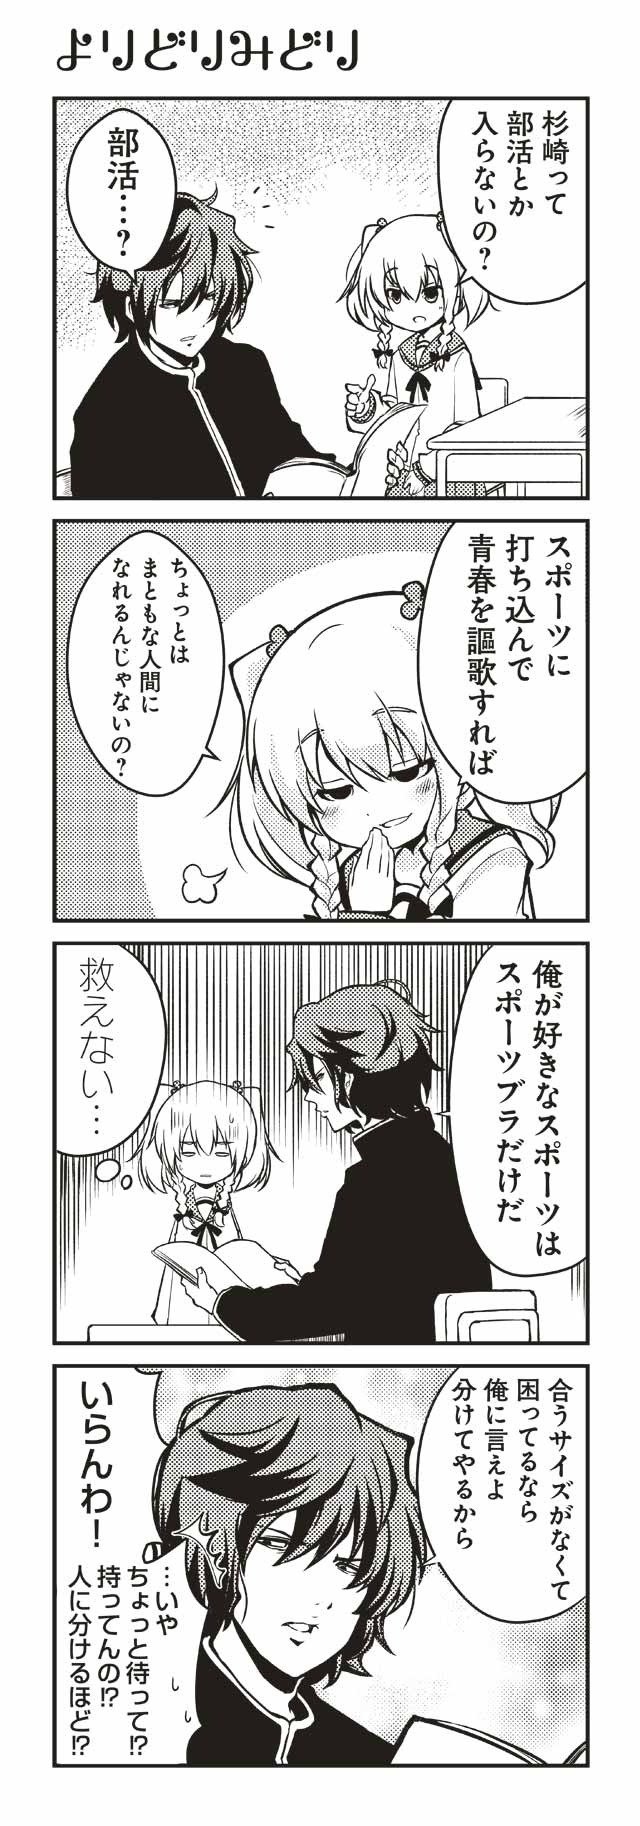 よりどりみどり
杉崎って
部活とか
入らないの？
部活…？
スポーツに
打ち込んで
青春を謳歌すれば
ちょっとは
まともな人間に
なれるんじゃないの？
俺が好きなスポーツは
スポーツブラだけだ
救えない…
合うサイズがなくて
困ってるなら
俺に言えよ
分けてやるから
いらんわ！
…いや
ちょっと待って!?
持ってんの!?
人に分けるほど!?